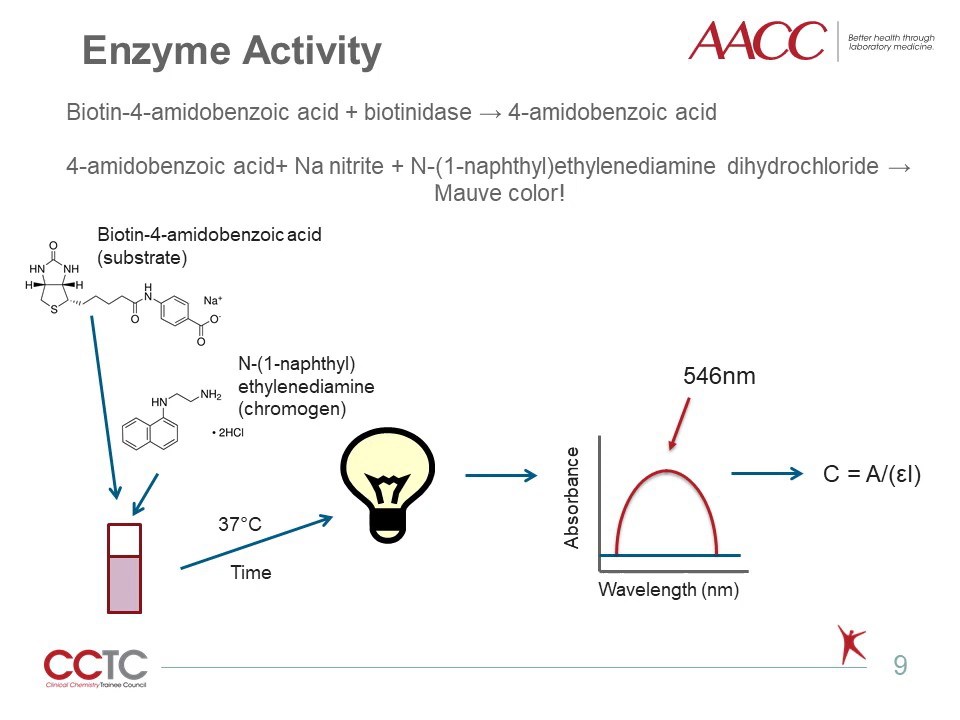 Enzyme Activity
AACC
Better health through
laboratory medicine.
Biotin-4-amidobenzoic acid + biotinidase → 4-amidobenzoic acid
4-amidobenzoic acid+ Na nitrite + N-(1-naphthyl)ethylenediamine dihydrochloride →
Mauve color!
Biotin-4-amidobenzoic acid
(substrate)
O
HN NH
H H
S
O
H
N
Na⁺
O⁻
O
N-(1-naphthyl)
ethylenediamine
(chromogen)
HN
NH₂
• 2HCl
37°C
Time
546nm
Absorbance
Wavelength (nm)
C = A/(εl)
CCTC
Clinical Chemistry Trainee Council
9